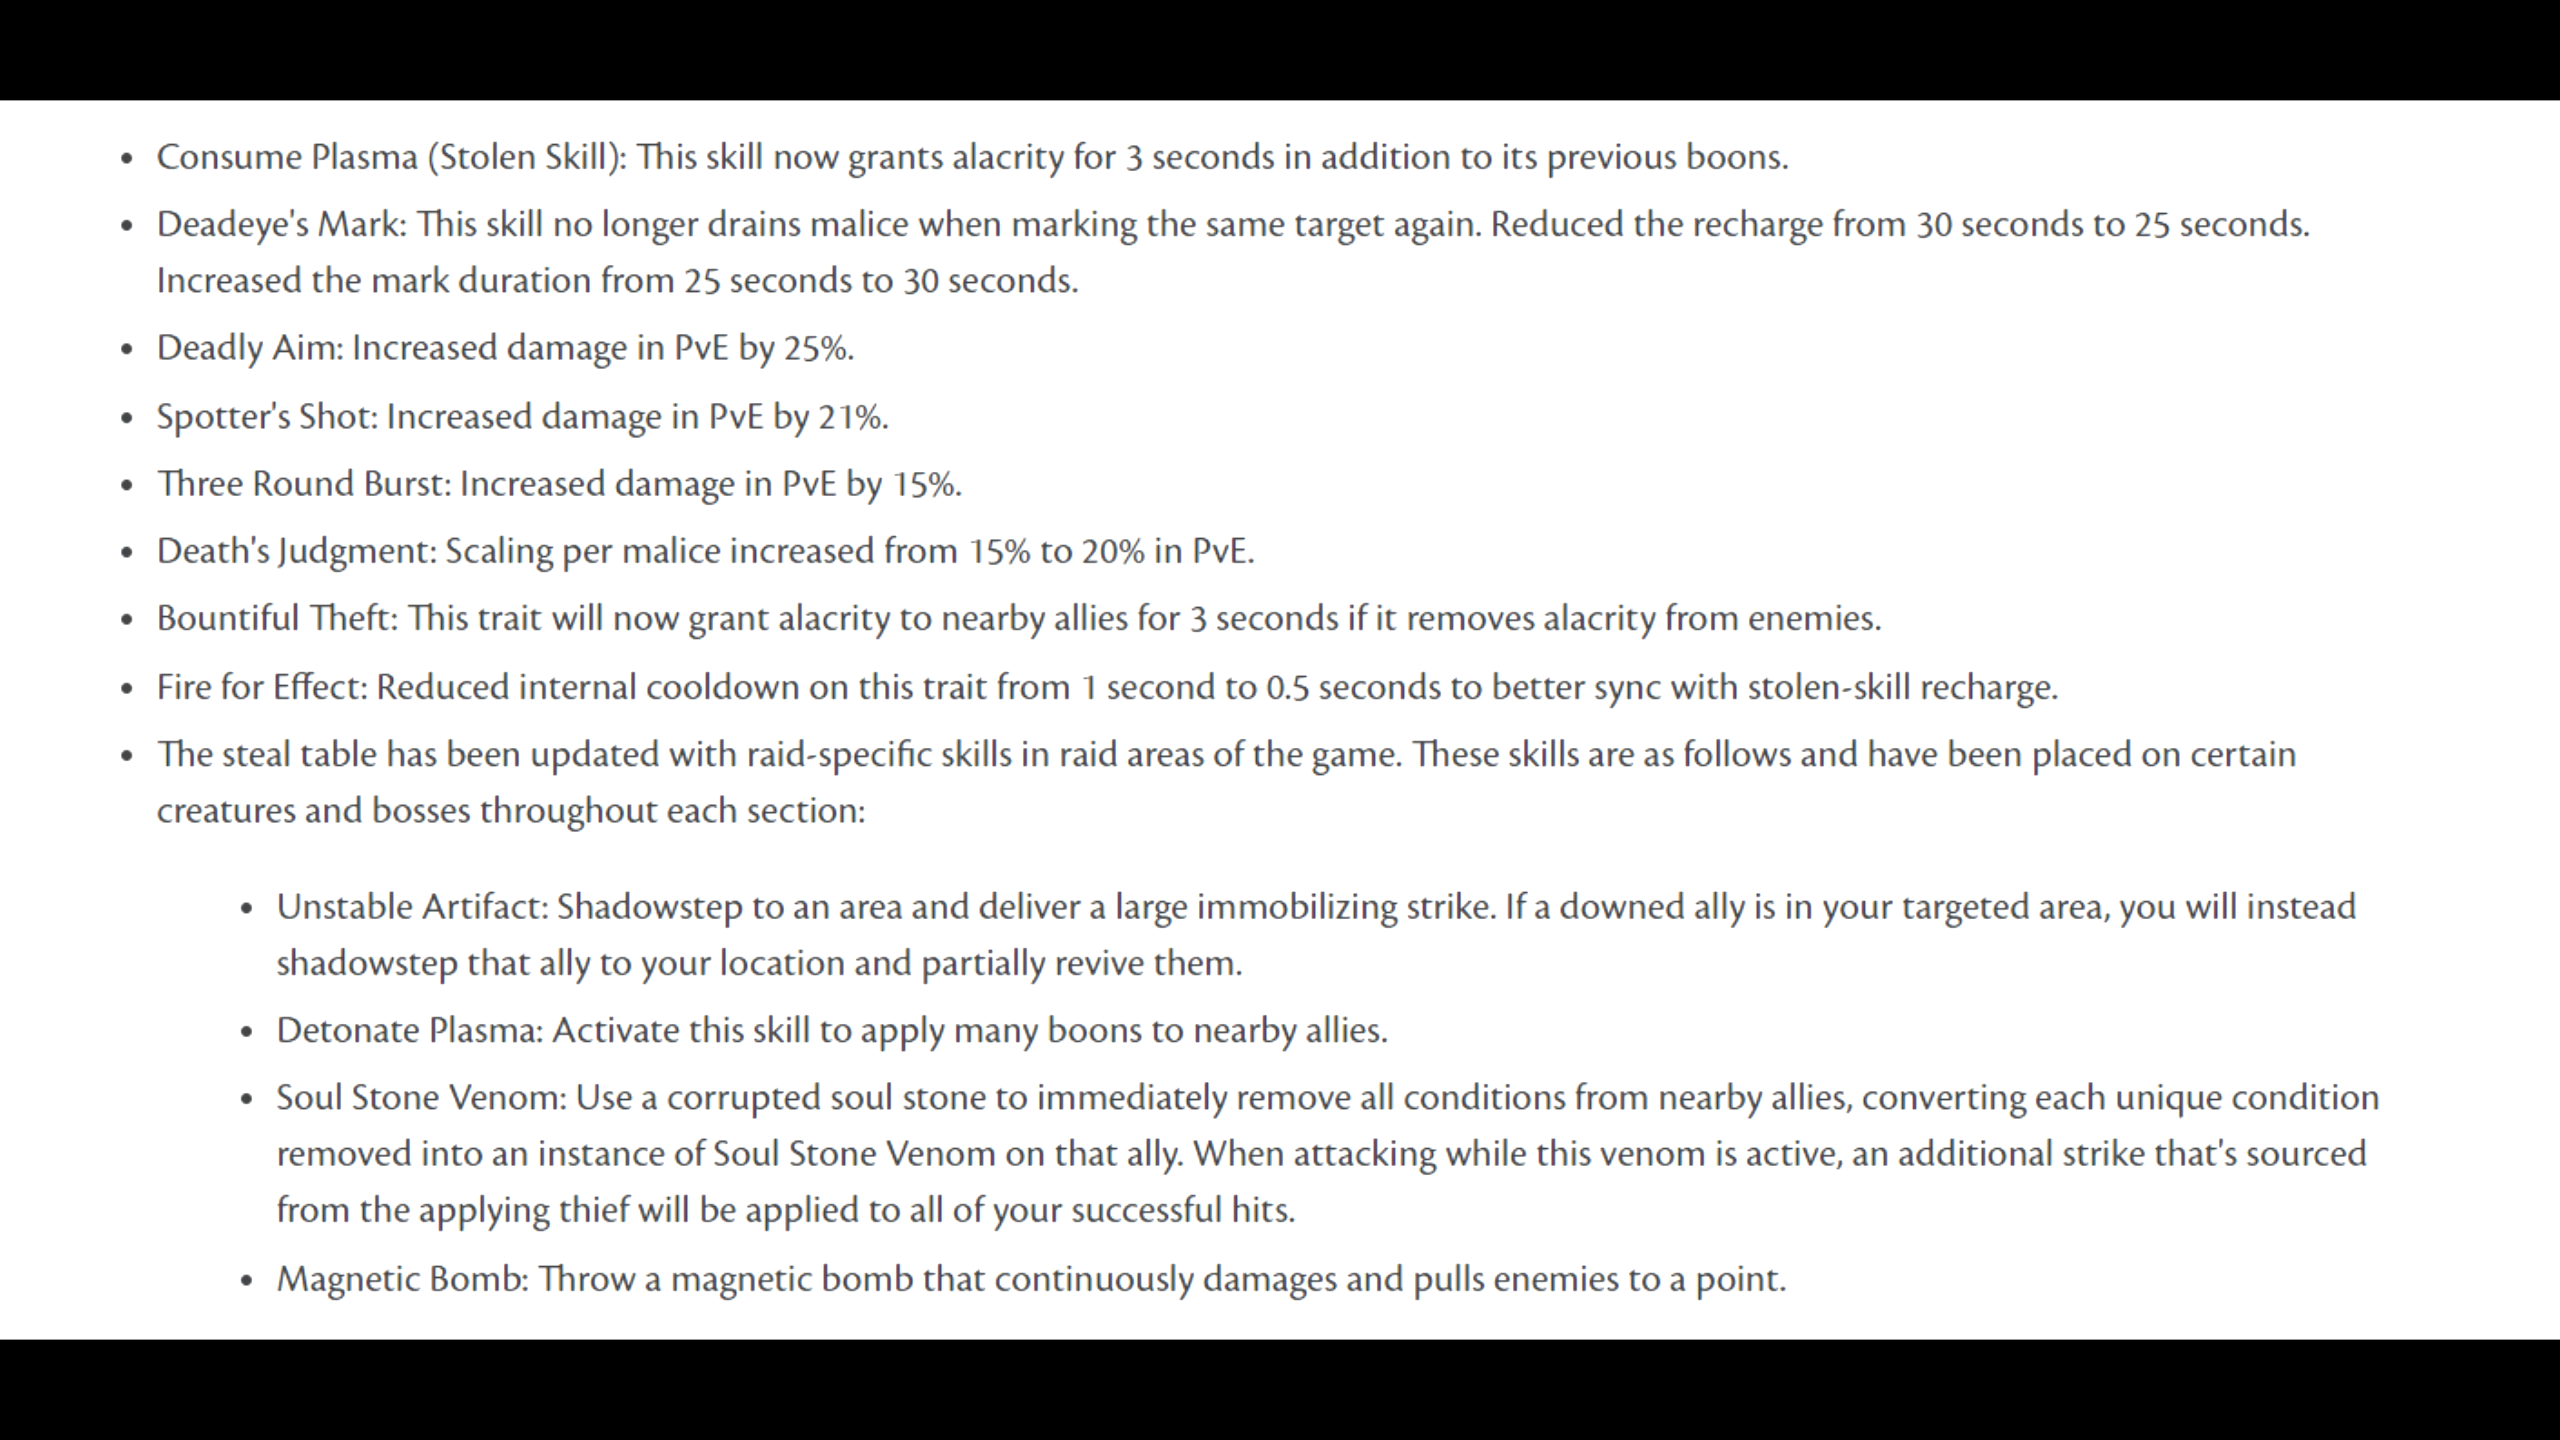 Consume Plasma (Stolen Skill): This skill now grants alacrity for 3 seconds in addition to its previous boons.
Deadeye's Mark: This skill no longer drains malice when marking the same target again. Reduced the recharge from 30 seconds to 25 seconds.
Increased the mark duration from 25 seconds to 30 seconds.
Deadly Aim: Increased damage in PvE by 25%.
Spotter's Shot: Increased damage in PvE by 21%.
Three Round Burst: Increased damage in PvE by 15%.
Death's Judgment: Scaling per malice increased from 15% to 20% in PvE.
Bountiful Theft: This trait will now grant alacrity to nearby allies for 3 seconds if it removes alacrity from enemies.
Fire for Effect: Reduced internal cooldown on this trait from 1 second to 0.5 seconds to better sync with stolen-skill recharge.
The steal table has been updated with raid-specific skills in raid areas of the game. These skills are as follows and have been placed on certain
creatures and bosses throughout each section:
Unstable Artifact: Shadowstep to an area and deliver a large immobilizing strike. If a downed ally is in your targeted area, you will instead
shadowstep that ally to your location and partially revive them.
Detonate Plasma: Activate this skill to apply many boons to nearby allies.
Soul Stone Venom: Use a corrupted soul stone to immediately remove all conditions from nearby allies, converting each unique condition
removed into an instance of Soul Stone Venom on that ally. When attacking while this venom is active, an additional strike that's sourced
from the applying thief will be applied to all of your successful hits.
Magnetic Bomb: Throw a magnetic bomb that continuously damages and pulls enemies to a point.